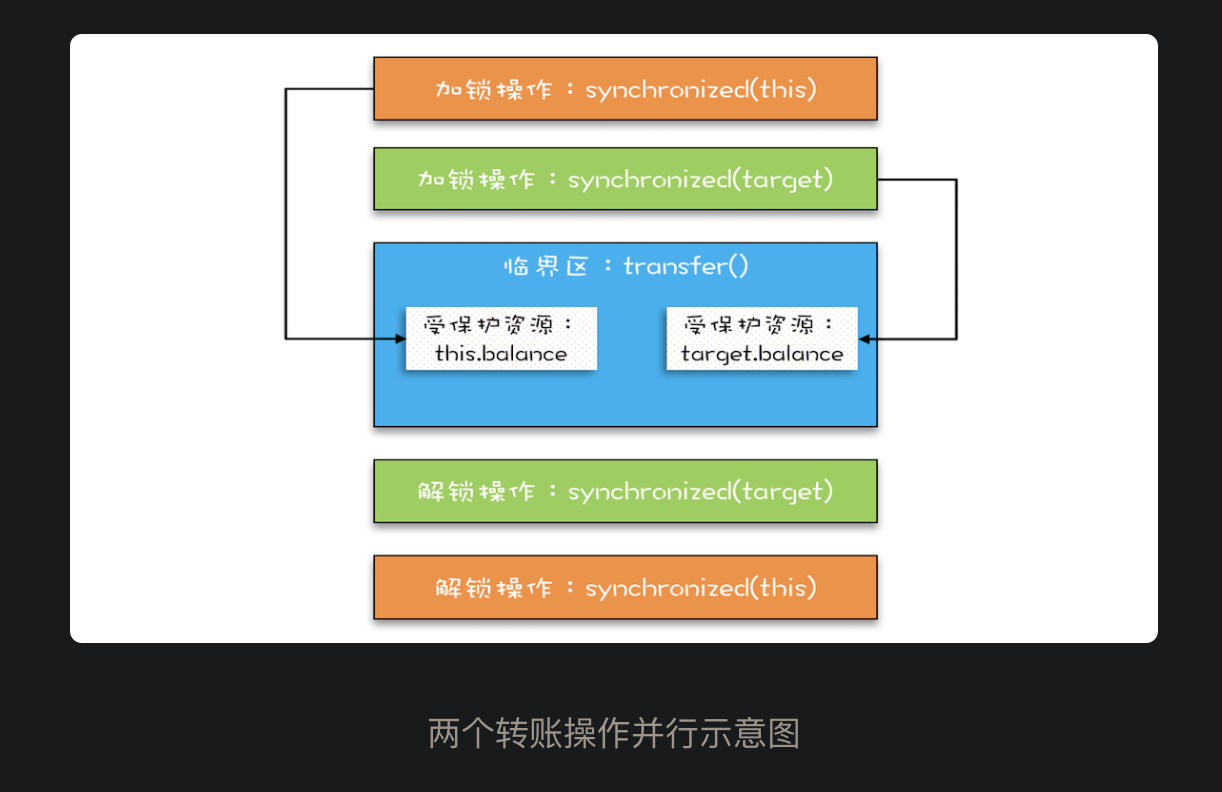 加锁操作：synchronized(this)
加锁操作：synchronized(target)
临界区：transfer()
受保护资源：
this.balance
受保护资源：
target.balance
解锁操作：synchronized(target)
解锁操作：synchronized(this)
两个转账操作并行示意图